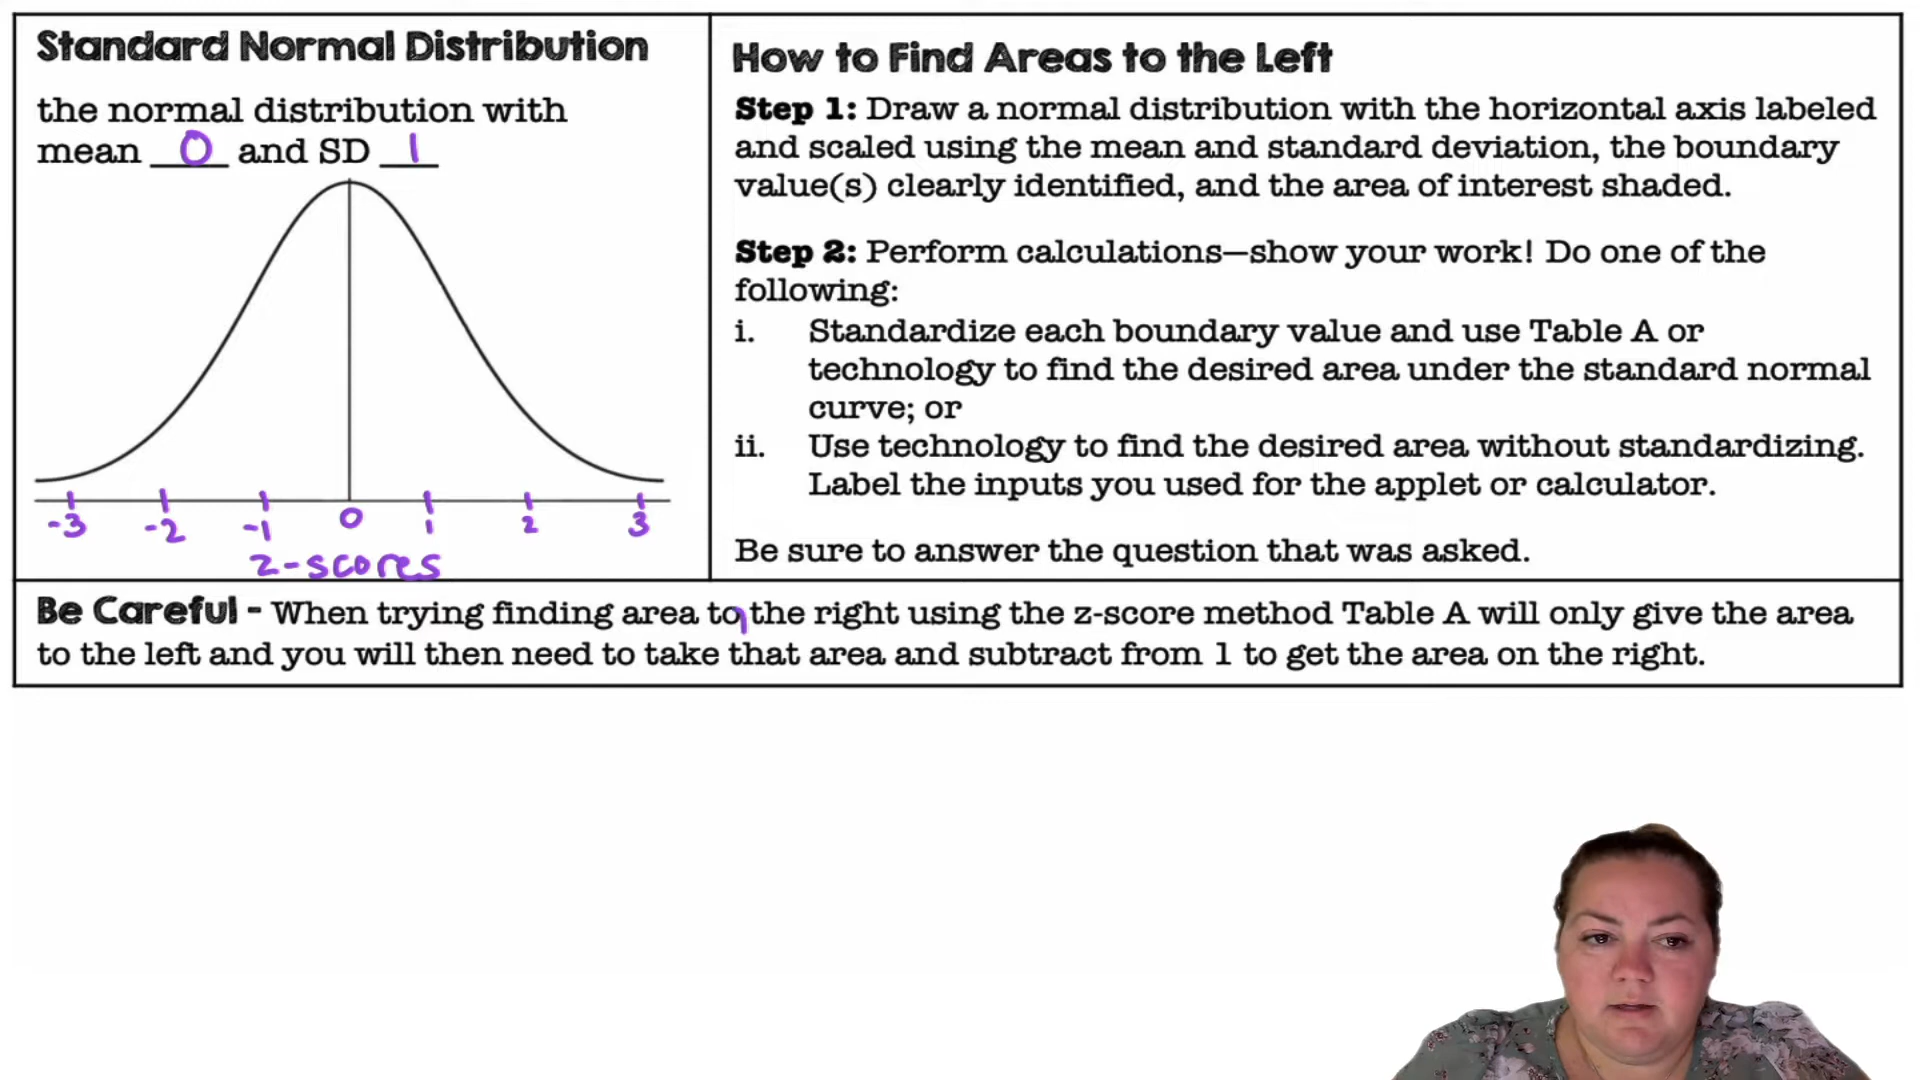 Standard Normal Distribution
the normal distribution with
mean 0 and SD 1
-3 -2 -1 0 1 2 3
z-scores
How to Find Areas to the Left
Step 1: Draw a normal distribution with the horizontal axis labeled
and scaled using the mean and standard deviation, the boundary
value(s) clearly identified, and the area of interest shaded.
Step 2: Perform calculations—show your work! Do one of the
following:
i. Standardize each boundary value and use Table A or
technology to find the desired area under the standard normal
curve; or
ii. Use technology to find the desired area without standardizing.
Label the inputs you used for the applet or calculator.
Be sure to answer the question that was asked.
Be Careful - When trying finding area to the right using the z-score method Table A will only give the area
to the left and you will then need to take that area and subtract from 1 to get the area on the right.